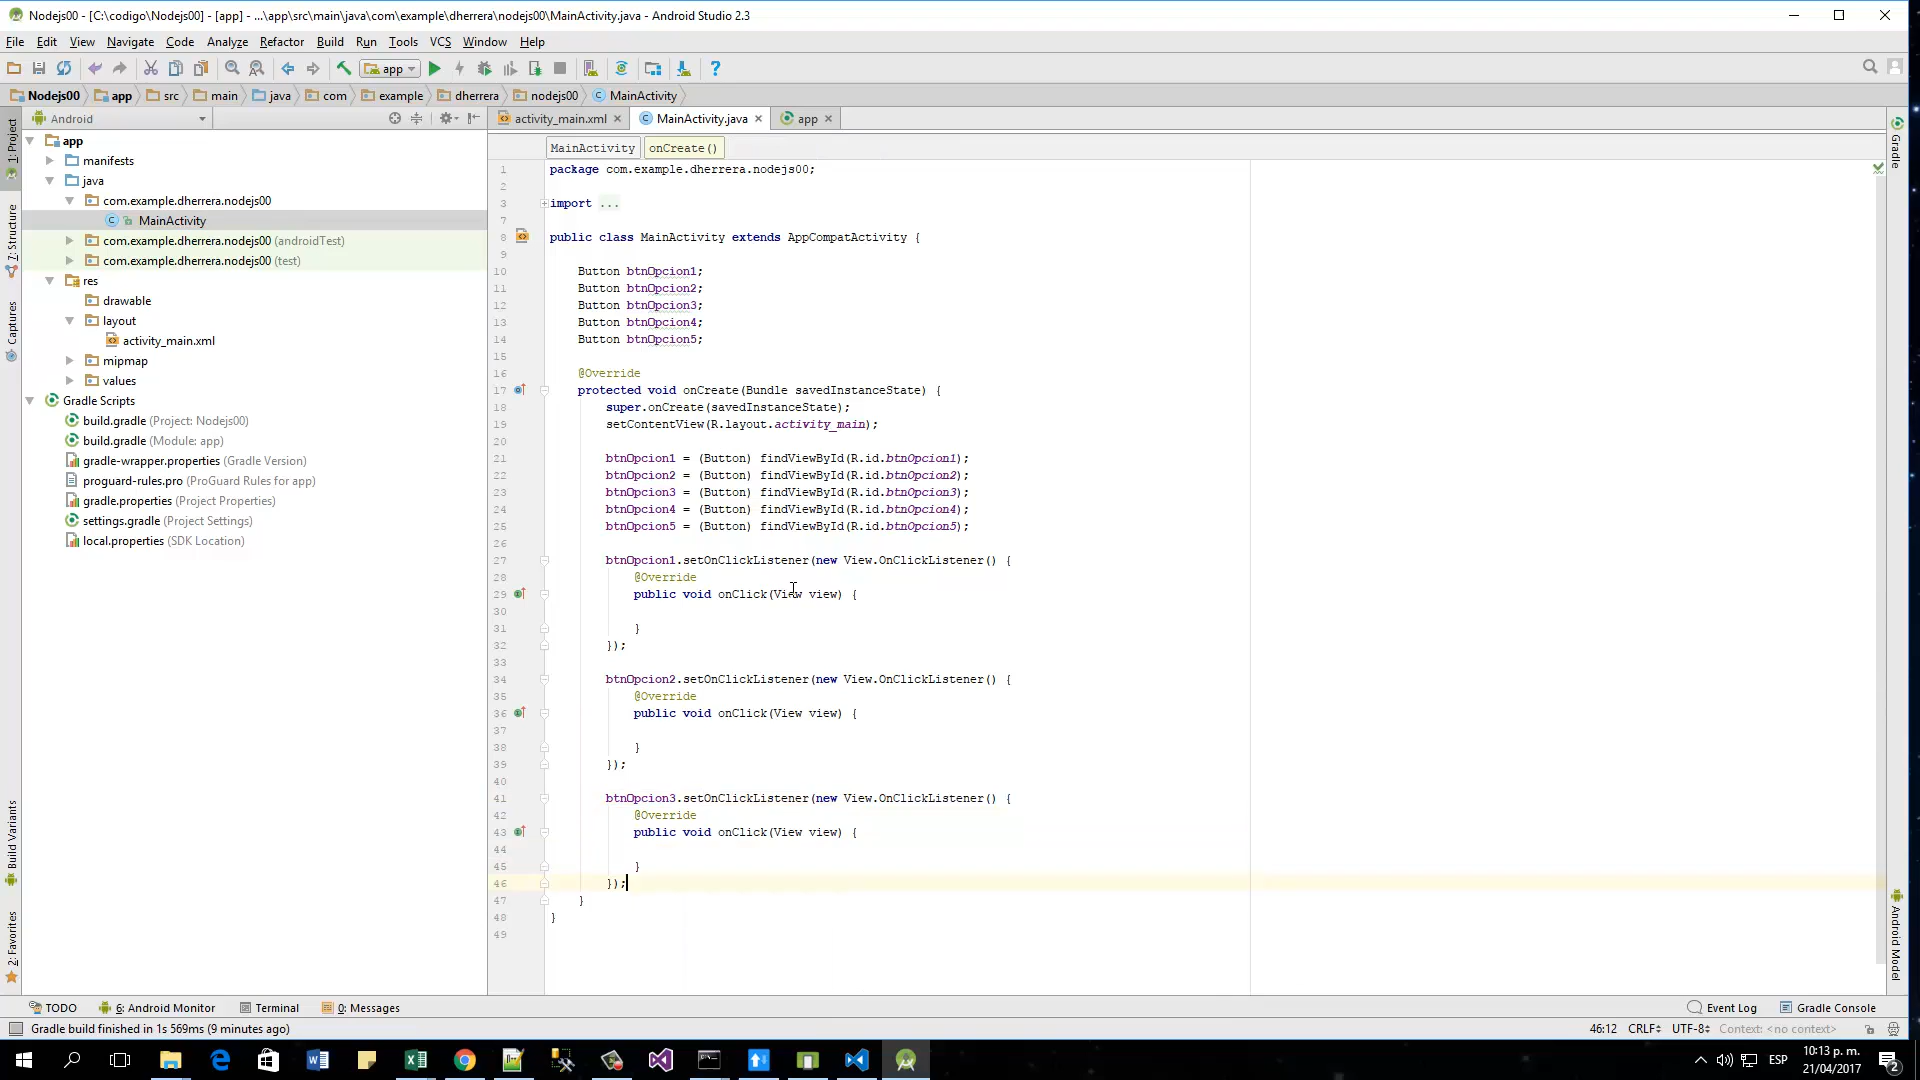 Nodejs00 - [C:\codigo\Nodejs00] - [app] - ...\app\src\main\java\com\example\dherrera\nodejs00\MainActivity.java - Android Studio 2.3
File Edit View Navigate Code Analyze Refactor Build Run Tools VCS Window Help
app
Nodejs00 app src main java com example dherrera nodejs00 MainActivity
Android
activity_main.xml MainActivity.java app
1: Project
7: Structure
Captures
Build Variants
2: Favorites
app
manifests
java
com.example.dherrera.nodejs00
MainActivity
com.example.dherrera.nodejs00 (androidTest)
com.example.dherrera.nodejs00 (test)
res
drawable
layout
activity_main.xml
mipmap
values
Gradle Scripts
build.gradle (Project: Nodejs00)
build.gradle (Module: app)
gradle-wrapper.properties (Gradle Version)
proguard-rules.pro (ProGuard Rules for app)
gradle.properties (Project Properties)
settings.gradle (Project Settings)
local.properties (SDK Location)
MainActivity onCreate()
1 package com.example.dherrera.nodejs00;
2
3 import ...
7
8 public class MainActivity extends AppCompatActivity {
9
10 Button btnOpcion1;
11 Button btnOpcion2;
12 Button btnOpcion3;
13 Button btnOpcion4;
14 Button btnOpcion5;
15
16 @Override
17 protected void onCreate(Bundle savedInstanceState) {
18 super.onCreate(savedInstanceState);
19 setContentView(R.layout.activity_main);
20
21 btnOpcion1 = (Button) findViewById(R.id.btnOpcion1);
22 btnOpcion2 = (Button) findViewById(R.id.btnOpcion2);
23 btnOpcion3 = (Button) findViewById(R.id.btnOpcion3);
24 btnOpcion4 = (Button) findViewById(R.id.btnOpcion4);
25 btnOpcion5 = (Button) findViewById(R.id.btnOpcion5);
26
27 btnOpcion1.setOnClickListener(new View.OnClickListener() {
28 @Override
29 public void onClick(View view) {
30
31 }
32 });
33
34 btnOpcion2.setOnClickListener(new View.OnClickListener() {
35 @Override
36 public void onClick(View view) {
37
38 }
39 });
40
41 btnOpcion3.setOnClickListener(new View.OnClickListener() {
42 @Override
43 public void onClick(View view) {
44
45 }
46 });
47 }
48 }
49
Gradle
Android Model
TODO 6: Android Monitor Terminal 0: Messages Event Log Gradle Console
Gradle build finished in 1s 569ms (9 minutes ago) 46:12 CRLF UTF-8 Context: <no context>
ESP
10:13 p. m.
21/04/2017
2